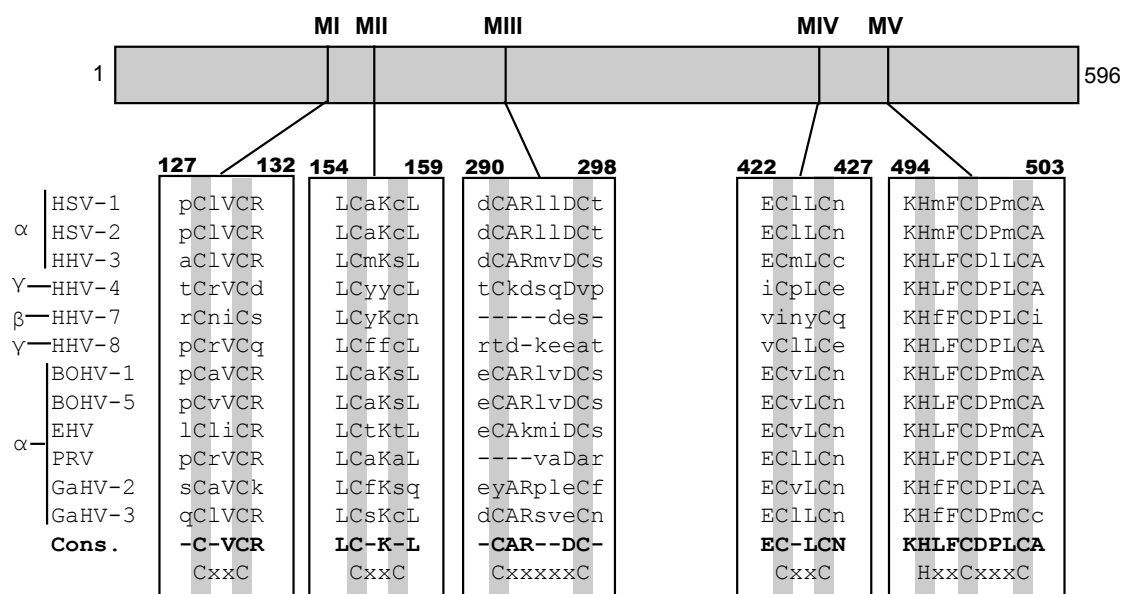 MI MII MIII MIV MV
1 596
127 132 154 159 290 298 422 427 494 503
HSV-1 pClVCR LCaKcL dCARllDCt EClLCn KHmFCDPmCA
α HSV-2 pClVCR LCaKcL dCARllDCt EClLCn KHmFCDPmCA
HHV-3 aClVCR LCmKsL dCARmvDCs ECmLCc KHLFCDlLCA
γ HHV-4 tCrVCd LCyycL tCkdsqDvp iCpLCe KHLFCDPLCA
β HHV-7 rCniCs LCyKcn -----des- vinyCq KHfFCDPLCi
γ HHV-8 pCrVCq LCffcL rtd-keeat vClLCe KHLFCDPLCA
BOHV-1 pCaVCR LCaKsL eCARlvDCs ECvLCn KHLFCDPmCA
BOHV-5 pCvVCR LCaKsL eCARlvDCs ECvLCn KHLFCDPmCA
α EHV lCliCR LCtKtL eCAkmiDCs ECvLCn KHLFCDPLCA
PRV pCrVCR LCaKaL ----vaDar EClLCn KHLFCDPLCA
GaHV-2 sCaVCk LCfKsq eyARpleCf ECvLCn KHfFCDPLCA
GaHV-3 qClVCR LCsKcL dCARsveCn EClLCn KHfFCDPmCc
Cons. -C-VCR LC-K-L -CAR--DC- EC-LCN KHLFCDPLCA
CxxC CxxC CxxxxxC CxxC HxxCxxxC